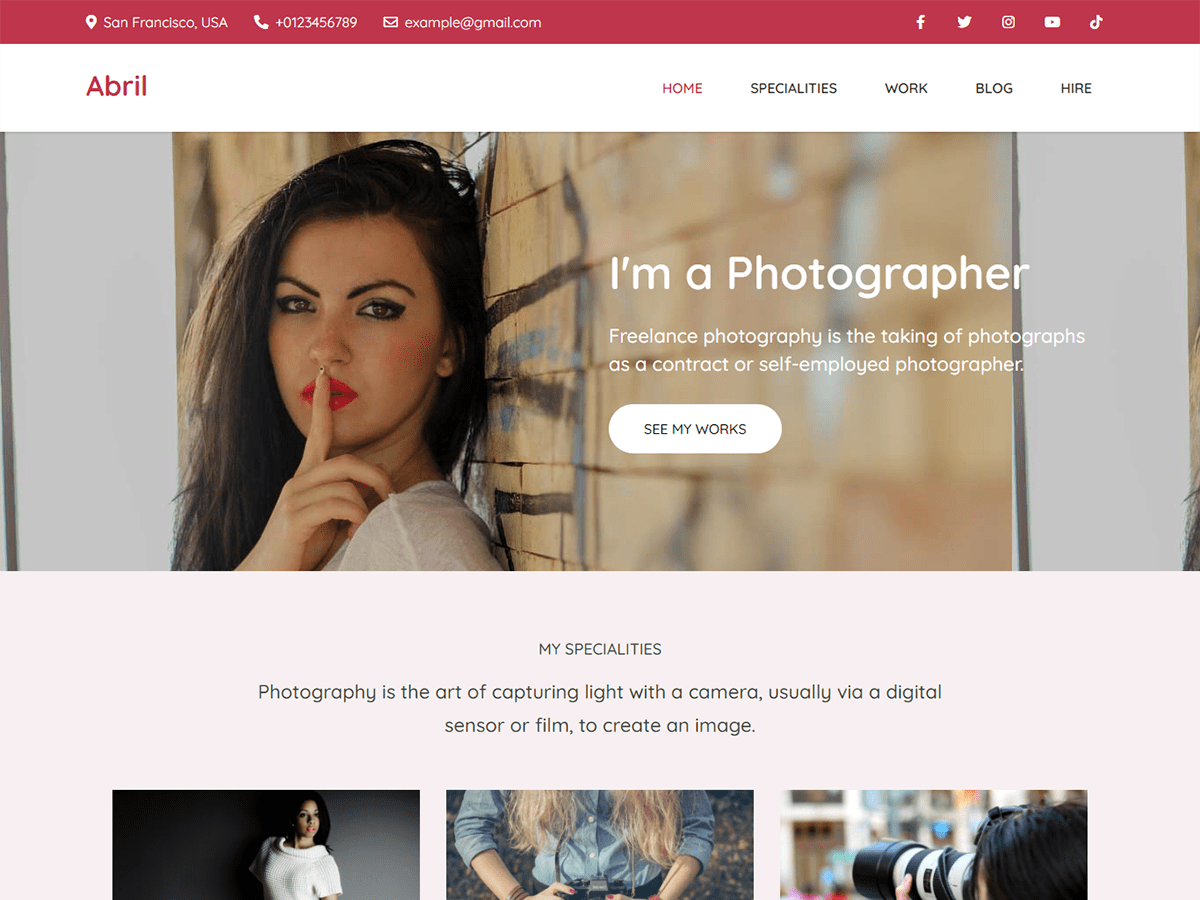 San Francisco, USA
+0123456789
example@gmail.com
Abril
HOME
SPECIALITIES
WORK
BLOG
HIRE
I'm a Photographer
Freelance photography is the taking of photographs
as a contract or self-employed photographer.
SEE MY WORKS
MY SPECIALITIES
Photography is the art of capturing light with a camera, usually via a digital
sensor or film, to create an image.